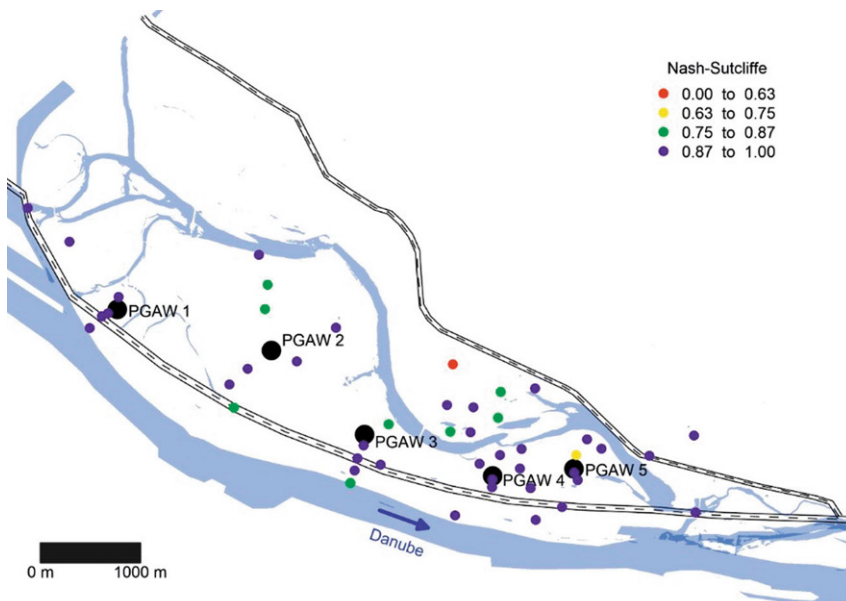 Nash-Sutcliffe
0.00 to 0.63
0.63 to 0.75
0.75 to 0.87
0.87 to 1.00
PGAW 1
PGAW 2
PGAW 3
PGAW 4
PGAW 5
Danube
0 m 1000 m